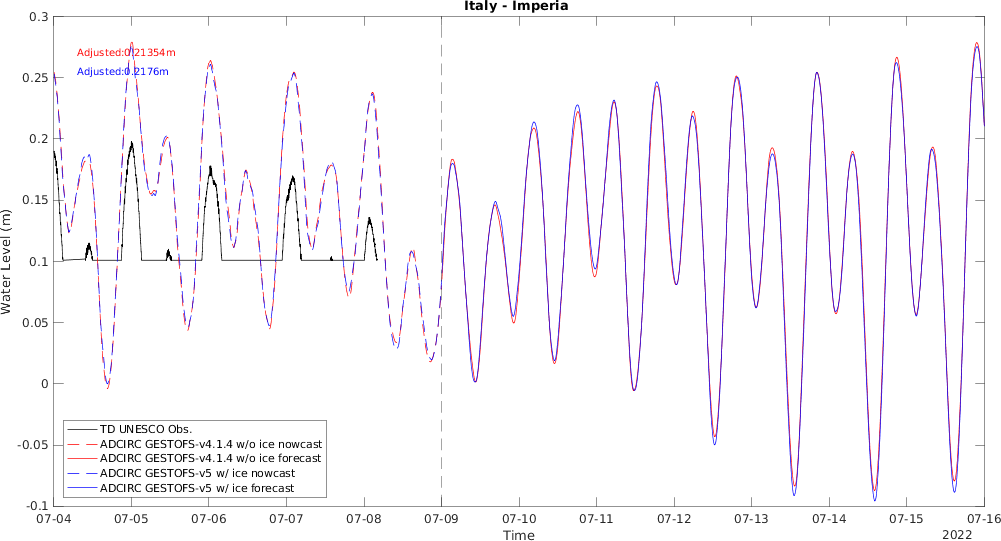 Italy - Imperia
Water Level (m)
0.3
0.25
0.2
0.15
0.1
0.05
0
-0.05
-0.1
Adjusted:0.21354m
Adjusted:0.2176m
TD UNESCO Obs.
ADCIRC GESTOFS-v4.1.4 w/o ice nowcast
ADCIRC GESTOFS-v4.1.4 w/o ice forecast
ADCIRC GESTOFS-v5 w/ ice nowcast
ADCIRC GESTOFS-v5 w/ ice forecast
07-04 07-05 07-06 07-07 07-08 07-09 07-10 07-11 07-12 07-13 07-14 07-15 07-16
Time
2022